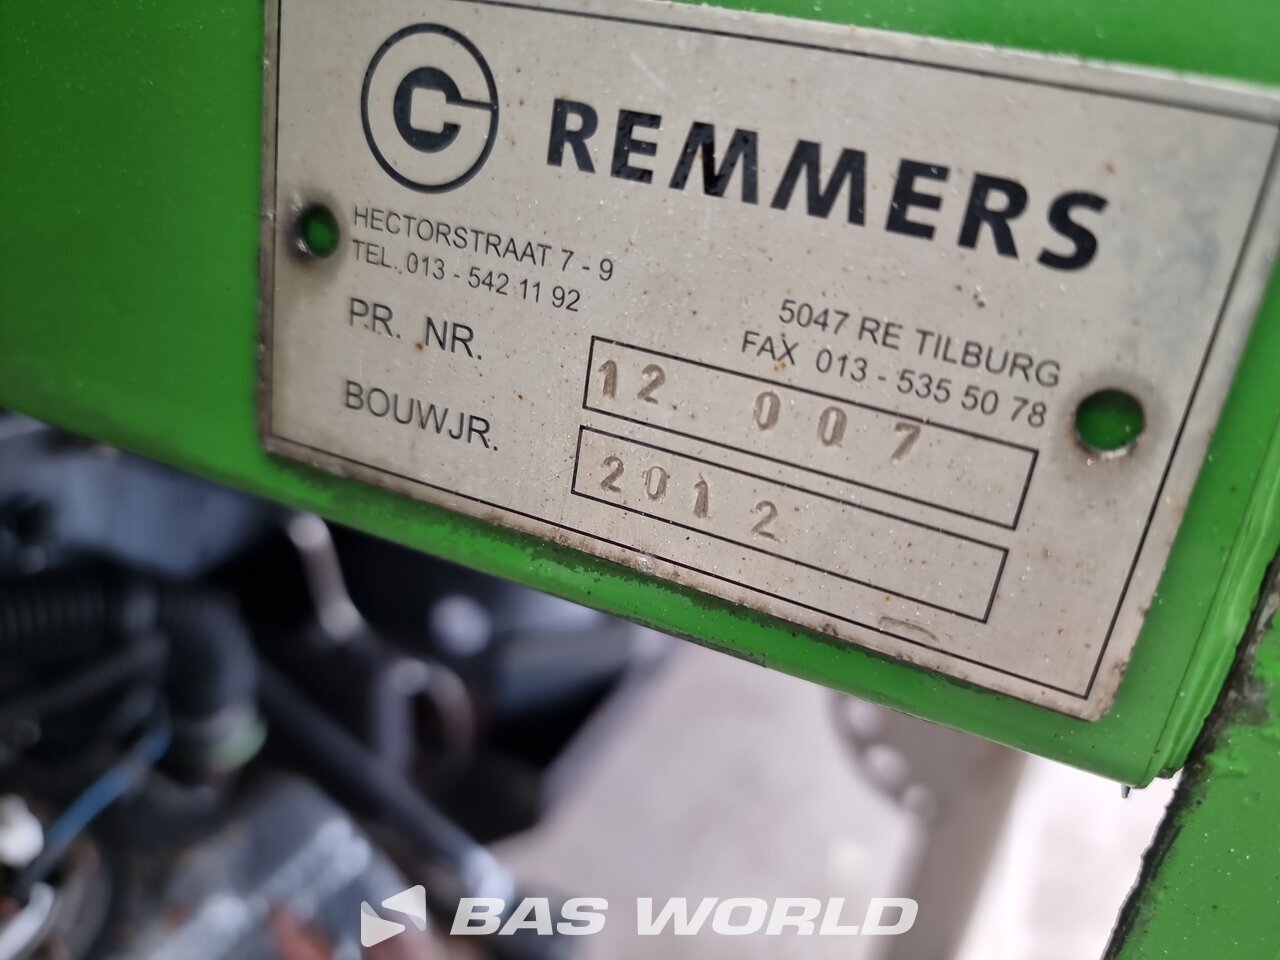 C REMMERS
HECTORSTRAAT 7 - 9
TEL. 013 - 542 11 92
5047 RE TILBURG
FAX 013 - 535 50 78
PR. NR. 12 007
BOUWJR. 2012
BAS WORLD